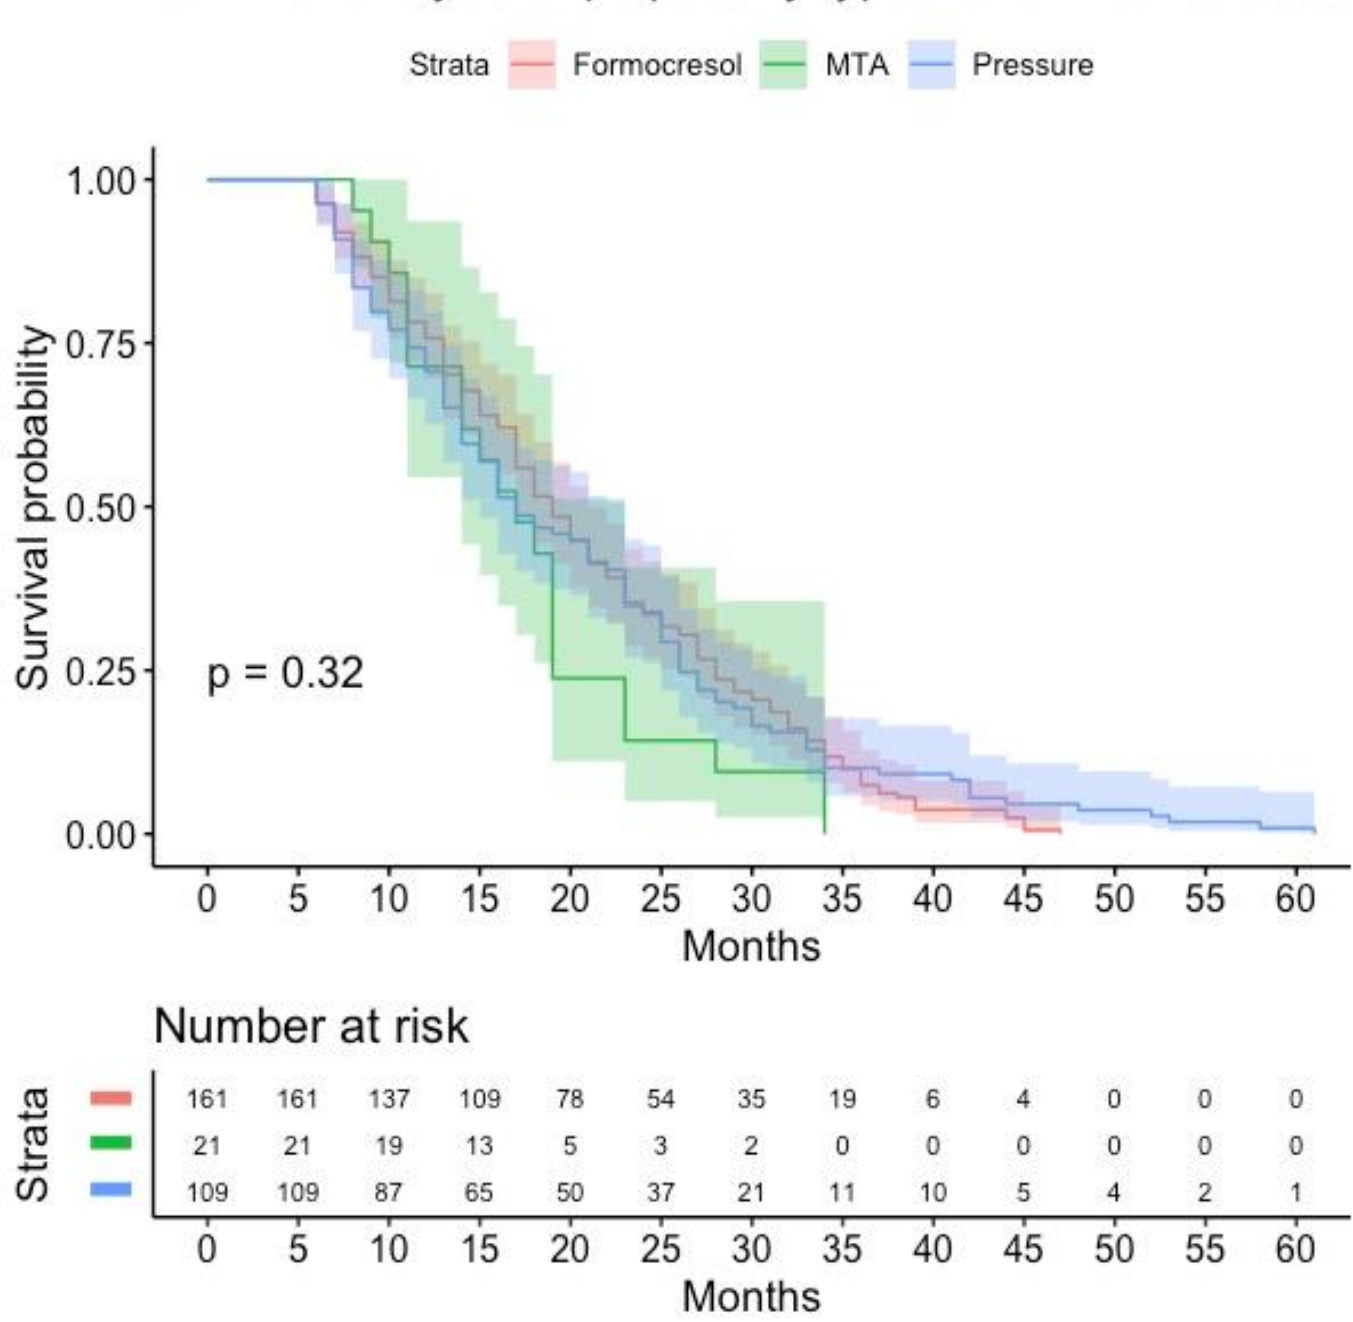 Strata Formocresol MTA Pressure
Survival probability
1.00
0.75
0.50
0.25
0.00
p = 0.32
0 5 10 15 20 25 30 35 40 45 50 55 60
Months
Number at risk
Strata
161 161 137 109 78 54 35 19 6 4 0 0 0
21 21 19 13 5 3 2 0 0 0 0 0 0
109 109 87 65 50 37 21 11 10 5 4 2 1
0 5 10 15 20 25 30 35 40 45 50 55 60
Months